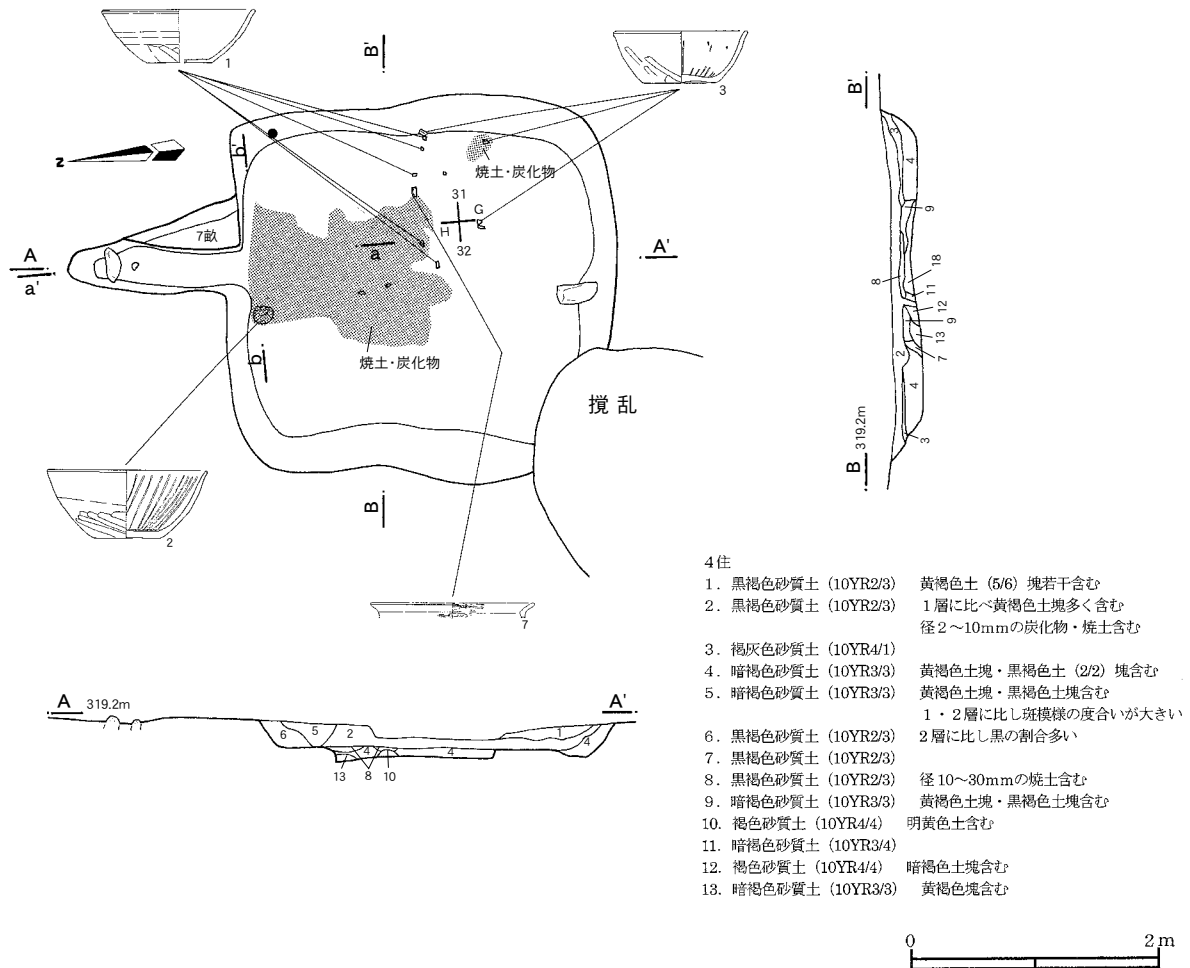 1
3
B'
B'
b'
z
焼土・炭化物
31
G
H
32
7畝
A
a'
a
A'
焼土・炭化物
b
撹乱
B
2
7
3
4
9
18
8
11
12
9
13
2
7
4
319.2m
3
B
A 319.2m
A'
6
5
2
1
4
4
4
13
8
10
4住
1. 黒褐色砂質土 (10YR2/3) 黄褐色土 (5/6) 塊若干含む
2. 黒褐色砂質土 (10YR2/3) 1層に比べ黄褐色土塊多く含む
径2〜10mmの炭化物・焼土含む
3. 褐灰色砂質土 (10YR4/1)
4. 暗褐色砂質土 (10YR3/3) 黄褐色土塊・黒褐色土 (2/2) 塊含む
5. 暗褐色砂質土 (10YR3/3) 黄褐色土塊・黒褐色土塊含む
1・2層に比し斑模様の度合いが大きい
6. 黒褐色砂質土 (10YR2/3) 2層に比し黒の割合多い
7. 黒褐色砂質土 (10YR2/3)
8. 黒褐色砂質土 (10YR2/3) 径10〜30mmの焼土含む
9. 暗褐色砂質土 (10YR3/3) 黄褐色土塊・黒褐色土塊含む
10. 褐色砂質土 (10YR4/4) 明黄色土含む
11. 暗褐色砂質土 (10YR3/4)
12. 褐色砂質土 (10YR4/4) 暗褐色土塊含む
13. 暗褐色砂質土 (10YR3/3) 黄褐色塊含む
0 2m